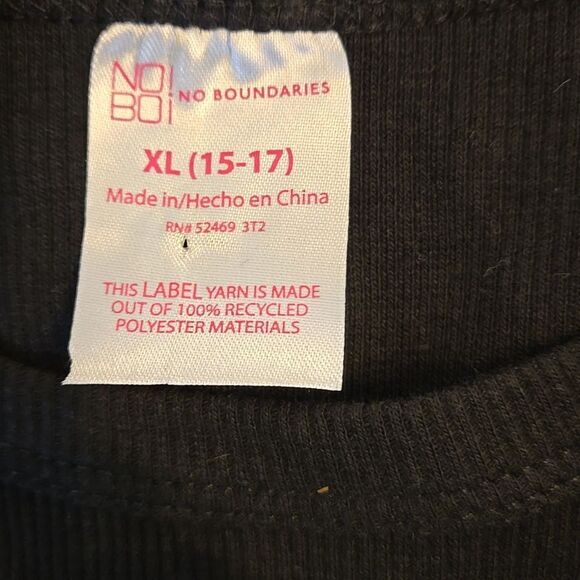 NO!
BO!
NO BOUNDARIES
XL (15-17)
Made in/Hecho en China
RN# 52469 3T2
THIS LABEL YARN IS MADE
OUT OF 100% RECYCLED
POLYESTER MATERIALS